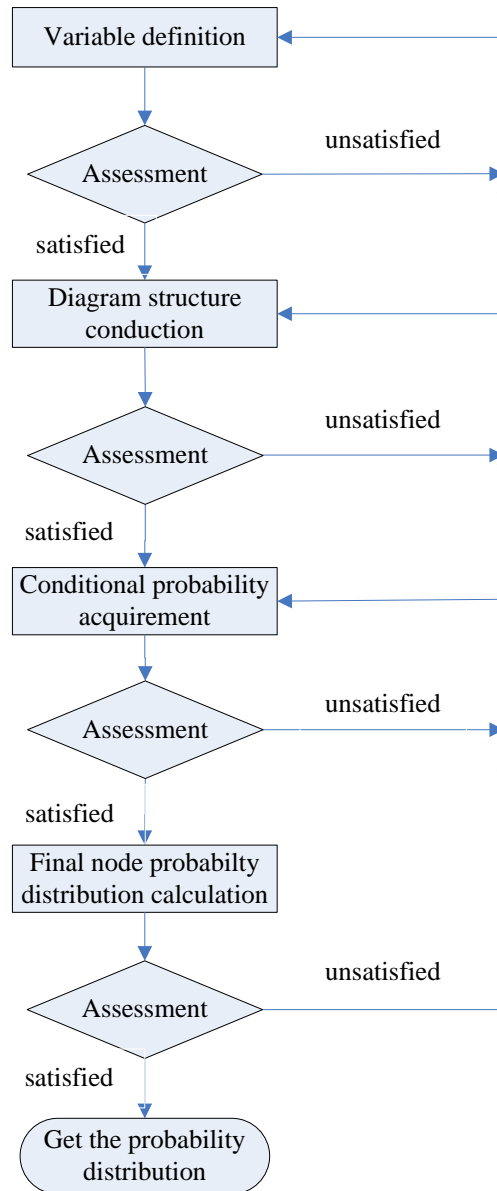 Variable definition
unsatisfied
Assessment
satisfied
Diagram structure
conduction
unsatisfied
Assessment
satisfied
Conditional probability
acquirement
unsatisfied
Assessment
satisfied
Final node probabilty
distribution calculation
unsatisfied
Assessment
satisfied
Get the probability
distribution